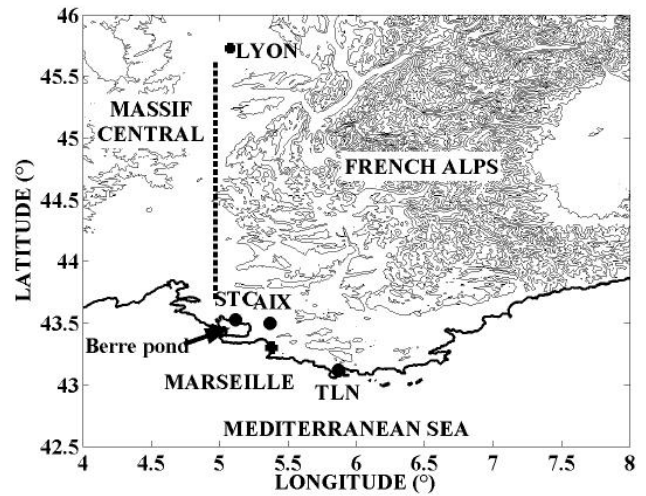 46
45.5
45
44.5
44
43.5
43
42.5
LATITUDE (°)
LYON
MASSIF
CENTRAL
FRENCH ALPS
STC AIX
Berre pond
MARSEILLE
TLN
MEDITERRANEAN SEA
4 4.5 5 5.5 6 6.5 7 7.5 8
LONGITUDE (°)